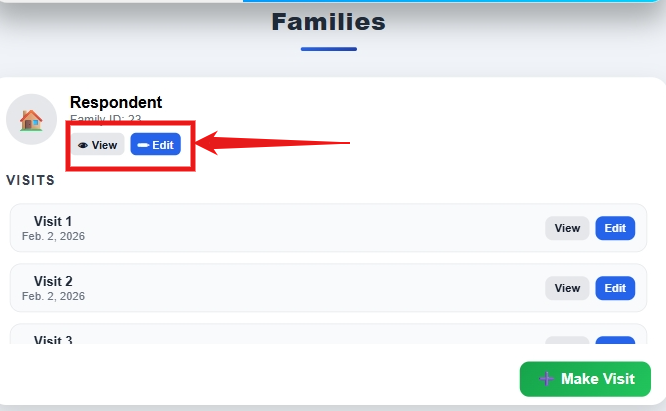 Families
Respondent
Family ID: 23
View Edit
VISITS
Visit 1
Feb. 2, 2026
View Edit
Visit 2
Feb. 2, 2026
View Edit
Visit 3
Make Visit